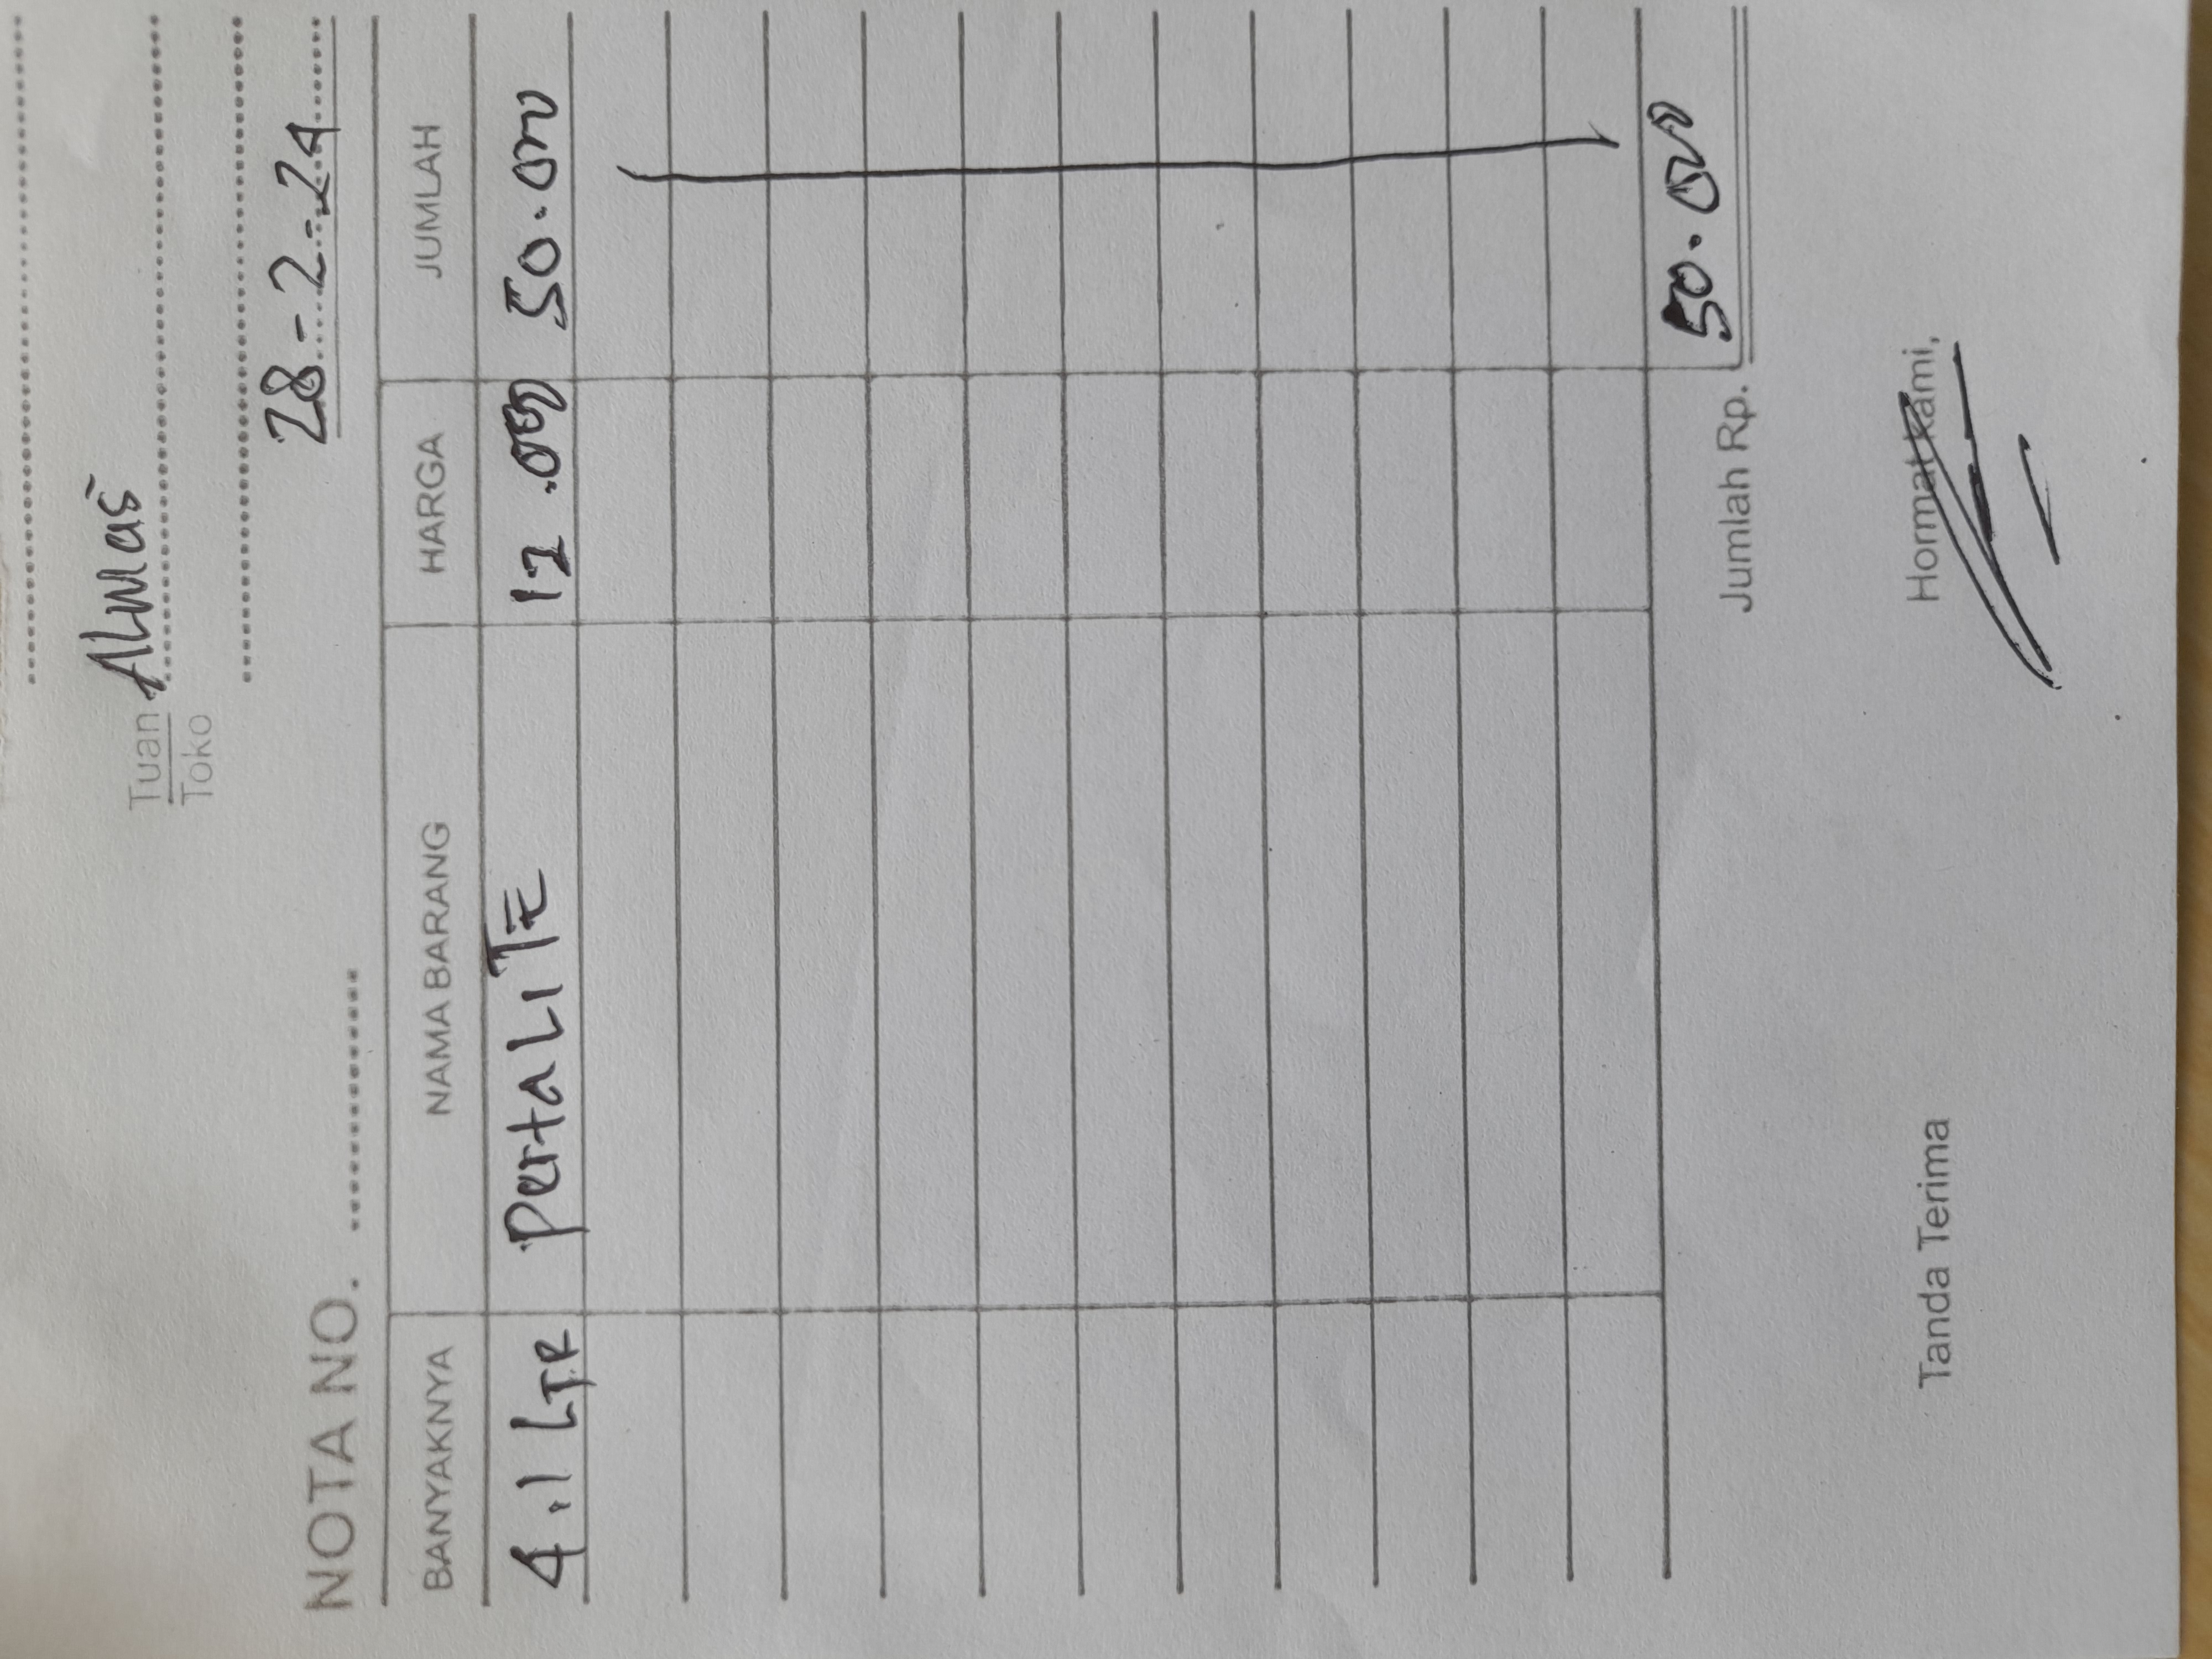 Tuan Almas
Toko
28-2-24
NOTA NO.
BANYAKNYA NAMA BARANG HARGA JUMLAH
4.1 LTR PertaLITE 12.000 50.000
Jumlah Rp. 50.000
Tanda Terima Hormat Kami,